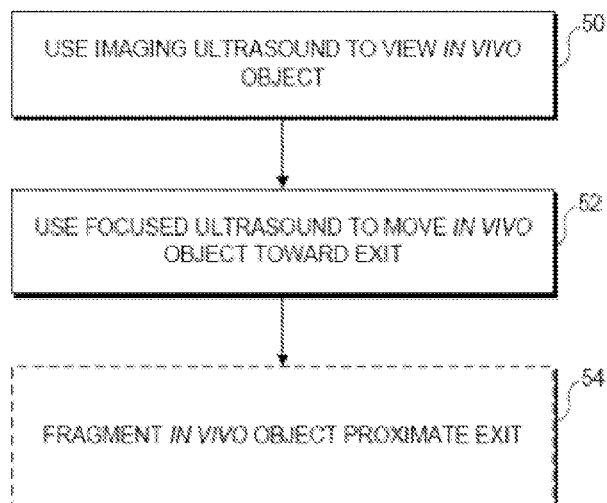 USE IMAGING ULTRASOUND TO VIEW IN VIVO
OBJECT
50
USE FOCUSED ULTRASOUND TO MOVE IN VIVO
OBJECT TOWARD EXIT
52
FRAGMENT IN VIVO OBJECT PROXIMATE EXIT
54